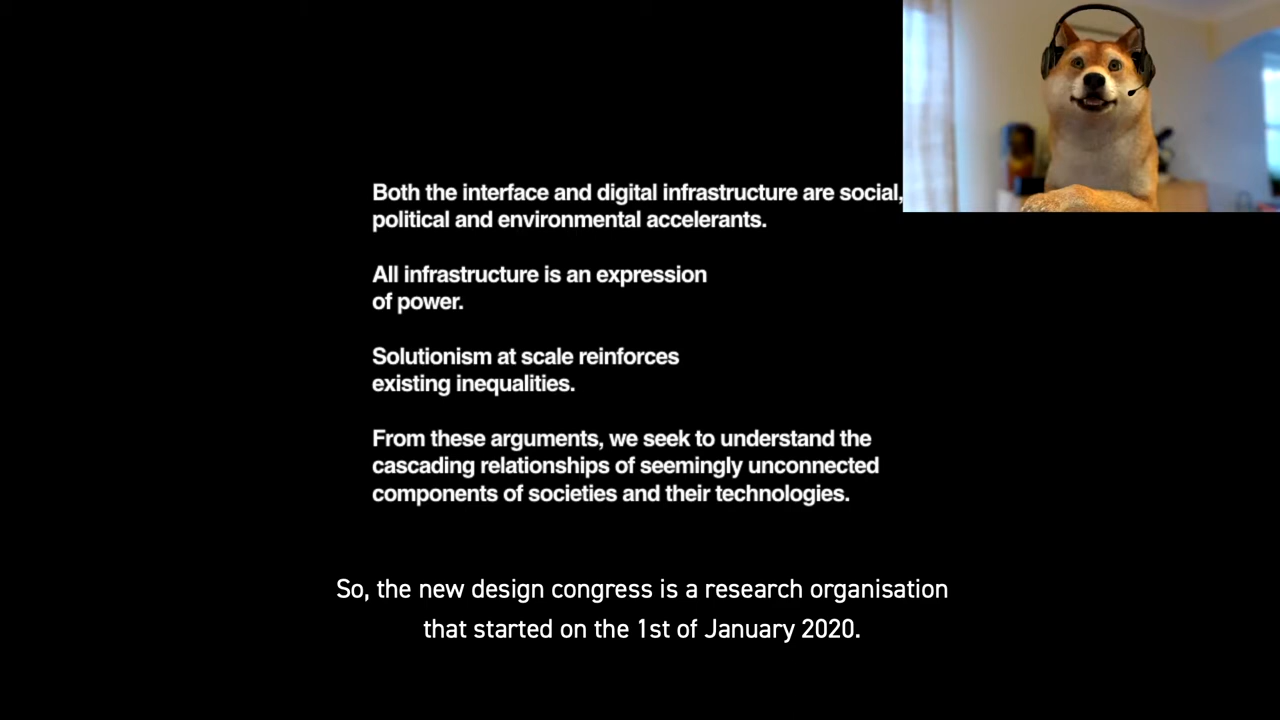 Both the interface and digital infrastructure are social,
political and environmental accelerants.
All infrastructure is an expression
of power.
Solutionism at scale reinforces
existing inequalities.
From these arguments, we seek to understand the
cascading relationships of seemingly unconnected
components of societies and their technologies.
So, the new design congress is a research organisation
that started on the 1st of January 2020.